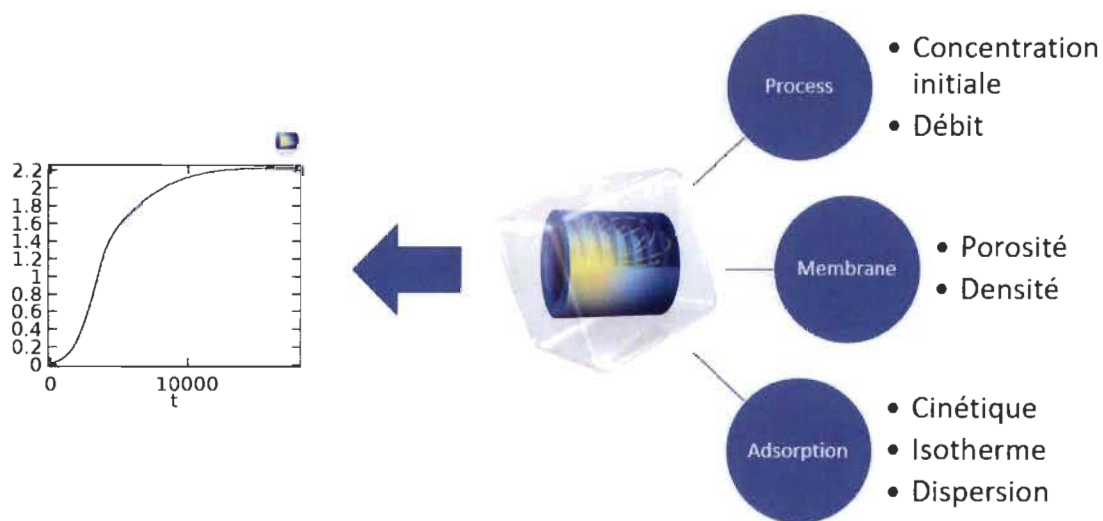 2.2
2
1.8
1.6
1.4
1.2
1
0.8
0.6
0.4
0.2
0
0
10000
t
Process
• Concentration
initiale
• Débit
Membrane
• Porosité
• Densité
Adsorption
• Cinétique
• Isotherme
• Dispersion